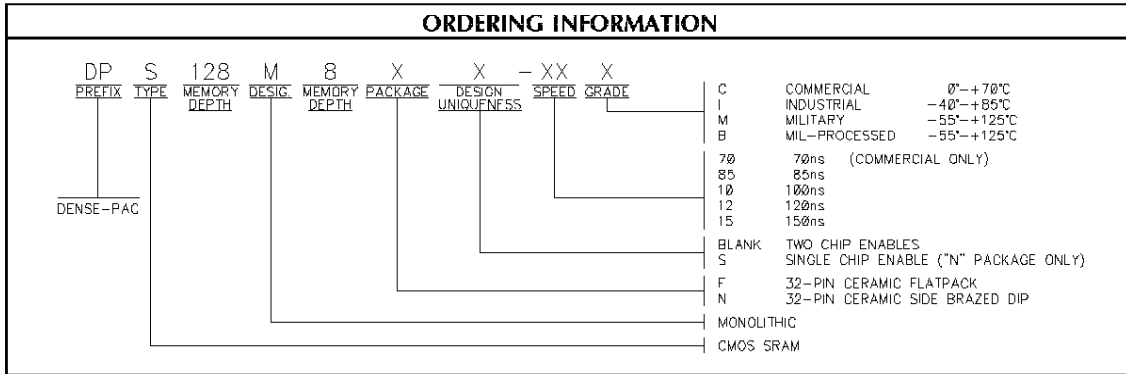 ORDERING INFORMATION
DP S 128 M 8 X X - XX X
PREFIX TYPE MEMORY DEPTH DESIG. MEMORY DEPTH PACKAGE DESIGN UNIQUENESS SPEED GRADE
C COMMERCIAL 0°-+70°C
I INDUSTRIAL -40°-+85°C
M MILITARY -55°-+125°C
B MIL-PROCESSED -55°-+125°C
70 70ns (COMMERCIAL ONLY)
85 85ns
10 100ns
12 120ns
15 150ns
DENSE-PAC
BLANK TWO CHIP ENABLES
S SINGLE CHIP ENABLE ("N" PACKAGE ONLY)
F 32-PIN CERAMIC FLATPACK
N 32-PIN CERAMIC SIDE BRAZED DIP
MONOLITHIC
CMOS SRAM